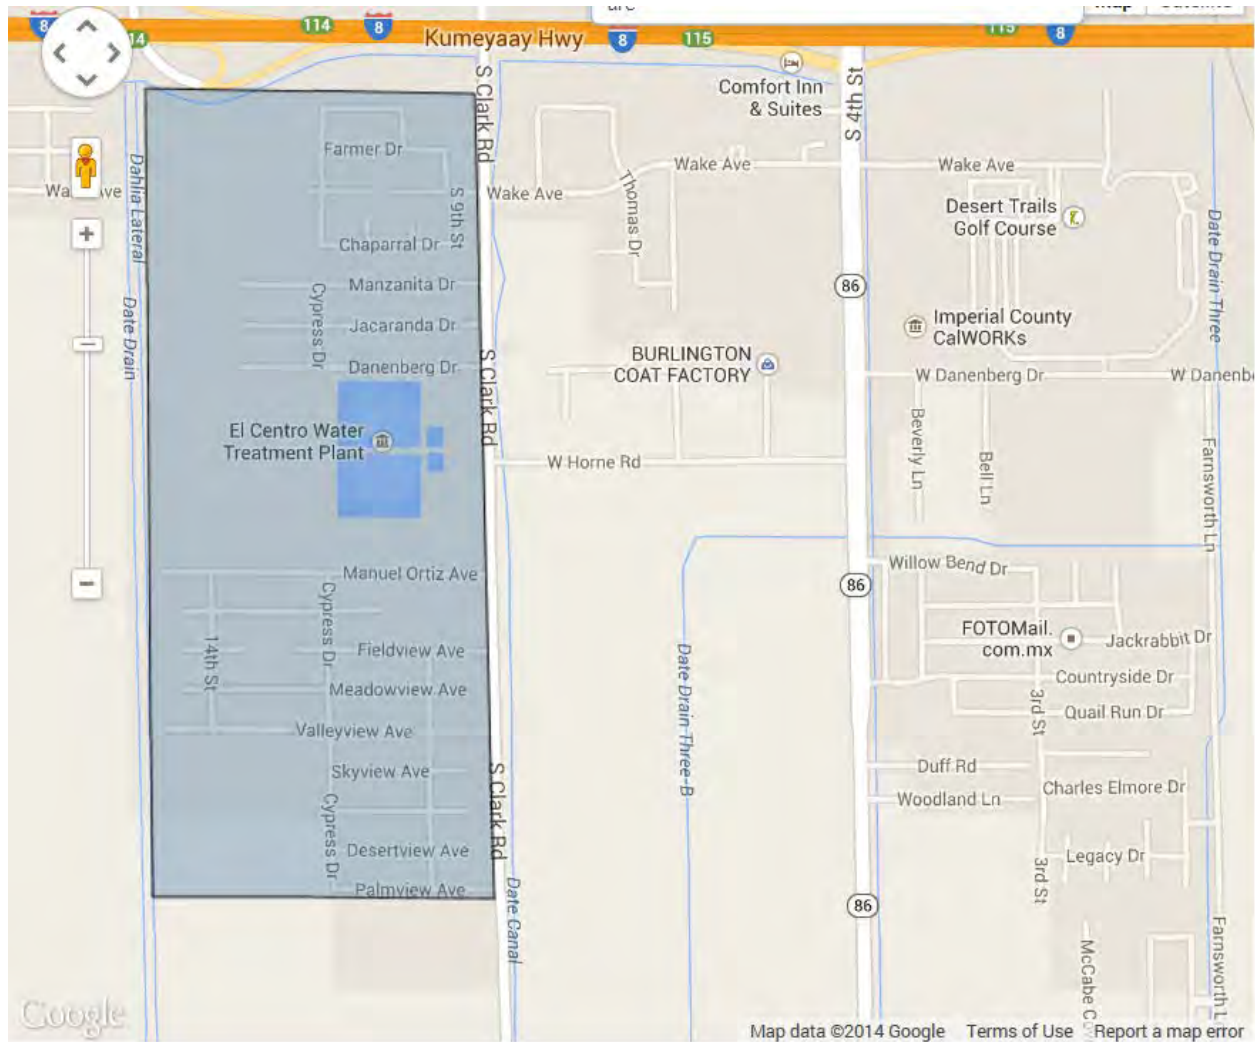 8
114
8
Kumeyaay Hwy
8
115
115
8
14
Map
S Clark Rd
Comfort Inn
& Suites
S 4th St
Farmer Dr
Dahlia Lateral
Wake Ave
S 9th St
Wake Ave
Thomas Dr
Wake Ave
Wake Ave
Desert Trails
Golf Course
Date Drain Three
Chaparral Dr
Manzanita Dr
Cypress Dr
Jacaranda Dr
Danenberg Dr
Date Drain
S Clark Rd
86
Imperial County
CalWORKs
BURLINGTON
COAT FACTORY
W Danenberg Dr
W Danenb
El Centro Water
Treatment Plant
W Horne Rd
Beverly Ln
Bell Ln
Farnsworth Ln
Manuel Ortiz Ave
Willow Bend Dr
86
Cypress Dr
14th St
Fieldview Ave
Meadowview Ave
Valleyview Ave
Skyview Ave
Date Drain Three-B
FOTOMail.
com.mx
Jackrabbit Dr
Countryside Dr
3rd St
Quail Run Dr
Duff Rd
Woodland Ln
Charles Elmore Dr
S Clark Rd
Cypress Dr
Desertview Ave
Palmview Ave
Legacy Dr
3rd St
86
Date Canal
McCabe C
Farnsworth L
Google
Map data ©2014 Google Terms of Use Report a map error